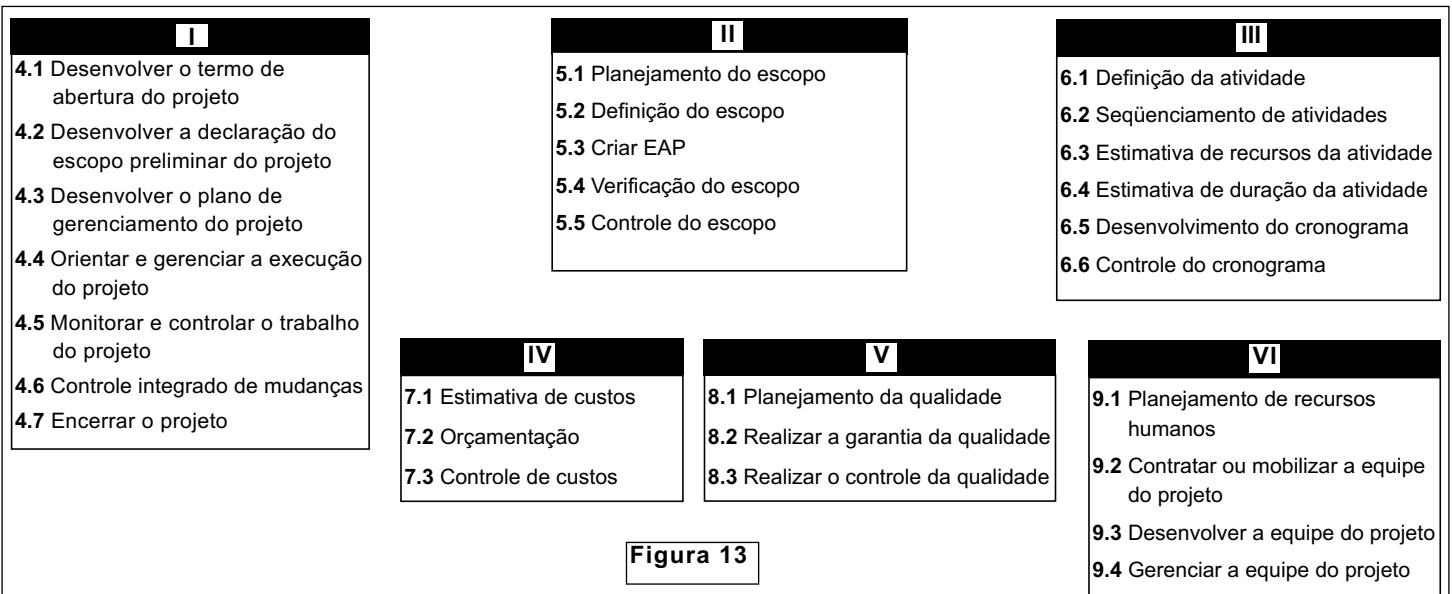 I
4.1 Desenvolver o termo de
abertura do projeto
4.2 Desenvolver a declaração do
escopo preliminar do projeto
4.3 Desenvolver o plano de
gerenciamento do projeto
4.4 Orientar e gerenciar a execução
do projeto
4.5 Monitorar e controlar o trabalho
do projeto
4.6 Controle integrado de mudanças
4.7 Encerrar o projeto
II
5.1 Planejamento do escopo
5.2 Definição do escopo
5.3 Criar EAP
5.4 Verificação do escopo
5.5 Controle do escopo
III
6.1 Definição da atividade
6.2 Seqüenciamento de atividades
6.3 Estimativa de recursos da atividade
6.4 Estimativa de duração da atividade
6.5 Desenvolvimento do cronograma
6.6 Controle do cronograma
IV
7.1 Estimativa de custos
7.2 Orçamentação
7.3 Controle de custos
V
8.1 Planejamento da qualidade
8.2 Realizar a garantia da qualidade
8.3 Realizar o controle da qualidade
VI
9.1 Planejamento de recursos
humanos
9.2 Contratar ou mobilizar a equipe
do projeto
9.3 Desenvolver a equipe do projeto
9.4 Gerenciar a equipe do projeto
Figura 13